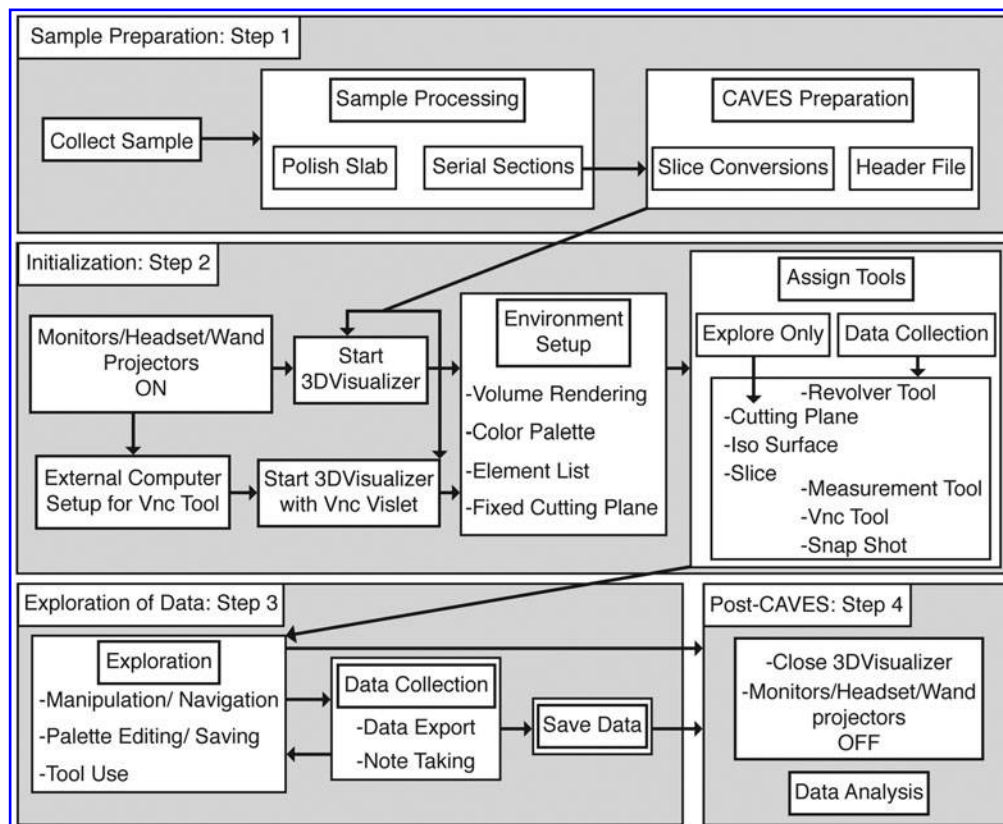 Sample Preparation: Step 1
Collect Sample
Sample Processing
Polish Slab
Serial Sections
CAVES Preparation
Slice Conversions
Header File
Initialization: Step 2
Monitors/Headset/Wand
Projectors
ON
Start
3DVisualizer
External Computer
Setup for Vnc Tool
Start 3DVisualizer
with Vnc Vislet
Environment
Setup
-Volume Rendering
-Color Palette
-Element List
-Fixed Cutting Plane
Assign Tools
Explore Only
Data Collection
-Revolver Tool
-Cutting Plane
-Iso Surface
-Slice
-Measurement Tool
-Vnc Tool
-Snap Shot
Exploration of Data: Step 3
Exploration
-Manipulation/ Navigation
-Palette Editing/ Saving
-Tool Use
Data Collection
-Data Export
-Note Taking
Save Data
Post-CAVES: Step 4
-Close 3DVisualizer
-Monitors/Headset/Wand
projectors
OFF
Data Analysis